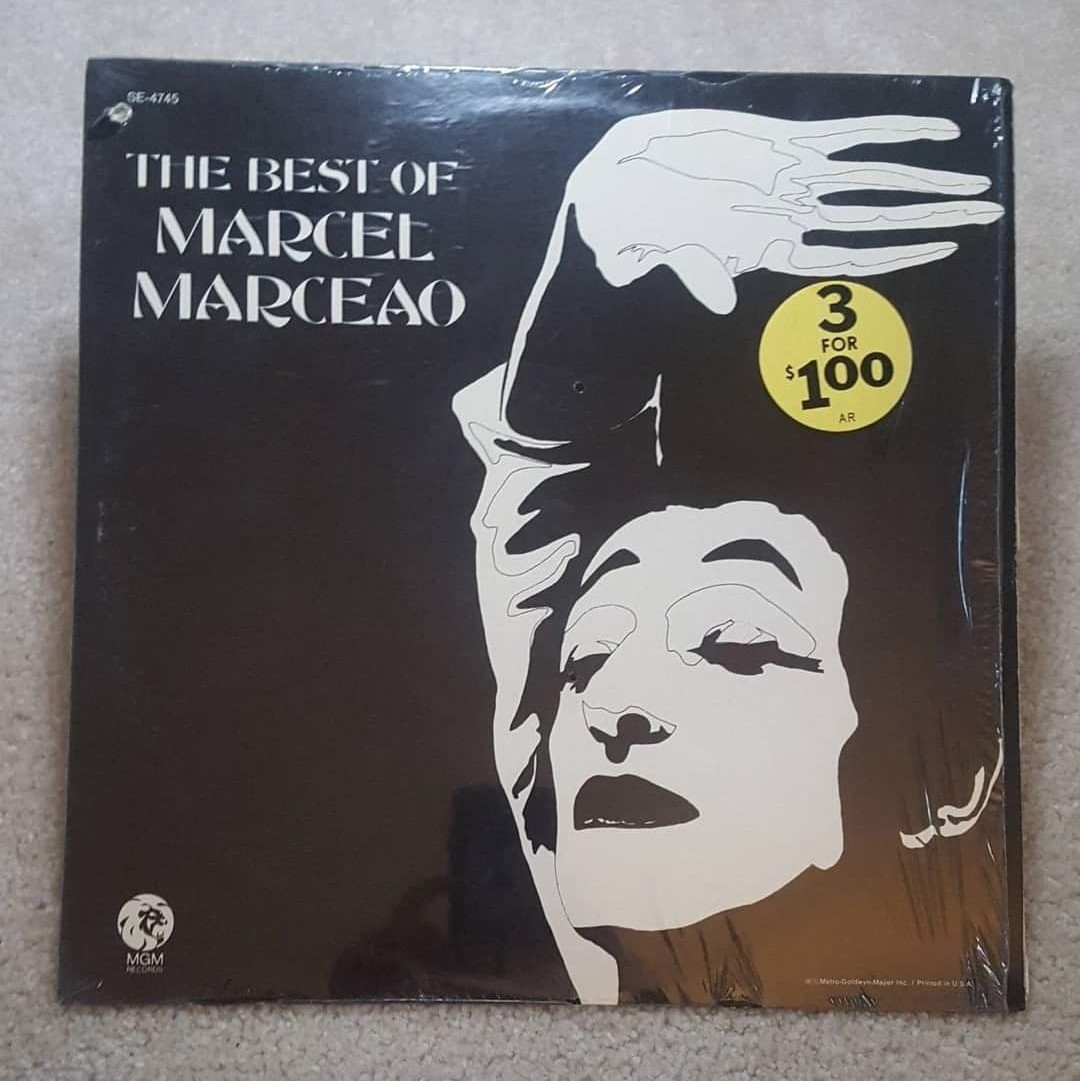 SE-4745
THE BEST OF
MARCEL
MARCEAO
3
FOR
$1.00
AR
MGM
RECORDS
℗ © Metro-Goldwyn-Mayer Inc. / Printed in U.S.A.